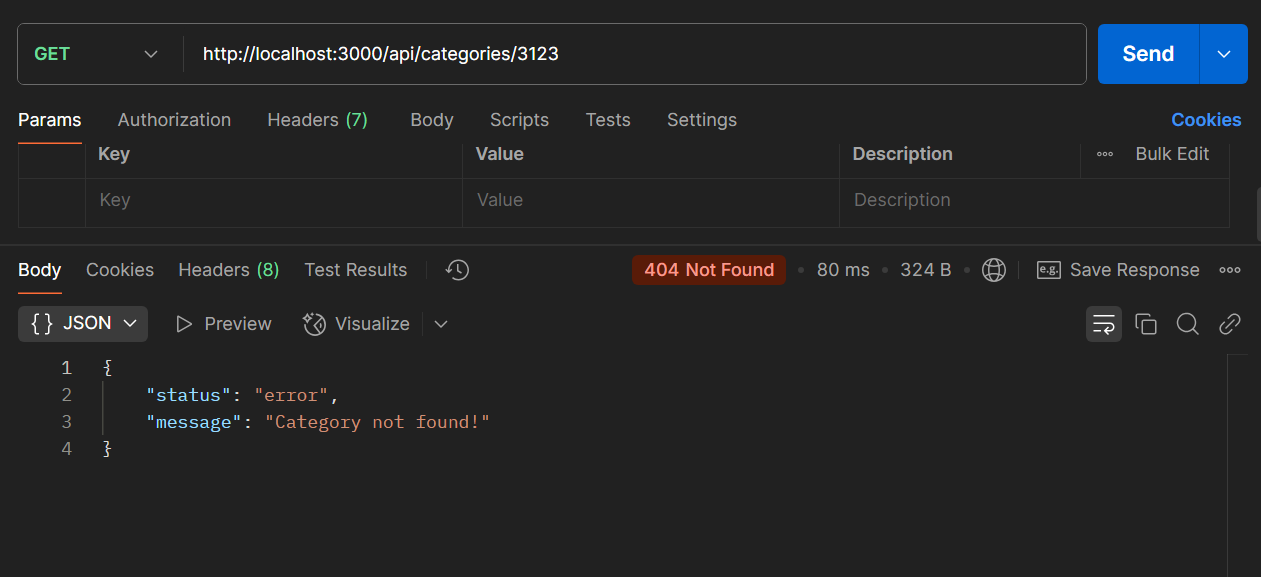 GET http://localhost:3000/api/categories/3123 Send
Params Authorization Headers (7) Body Scripts Tests Settings Cookies
Key Value Description Bulk Edit
Key Value Description
Body Cookies Headers (8) Test Results 404 Not Found • 80 ms • 324 B • e.g. Save Response
{ } JSON Preview Visualize
1 {
2 "status": "error",
3 "message": "Category not found!"
4 }